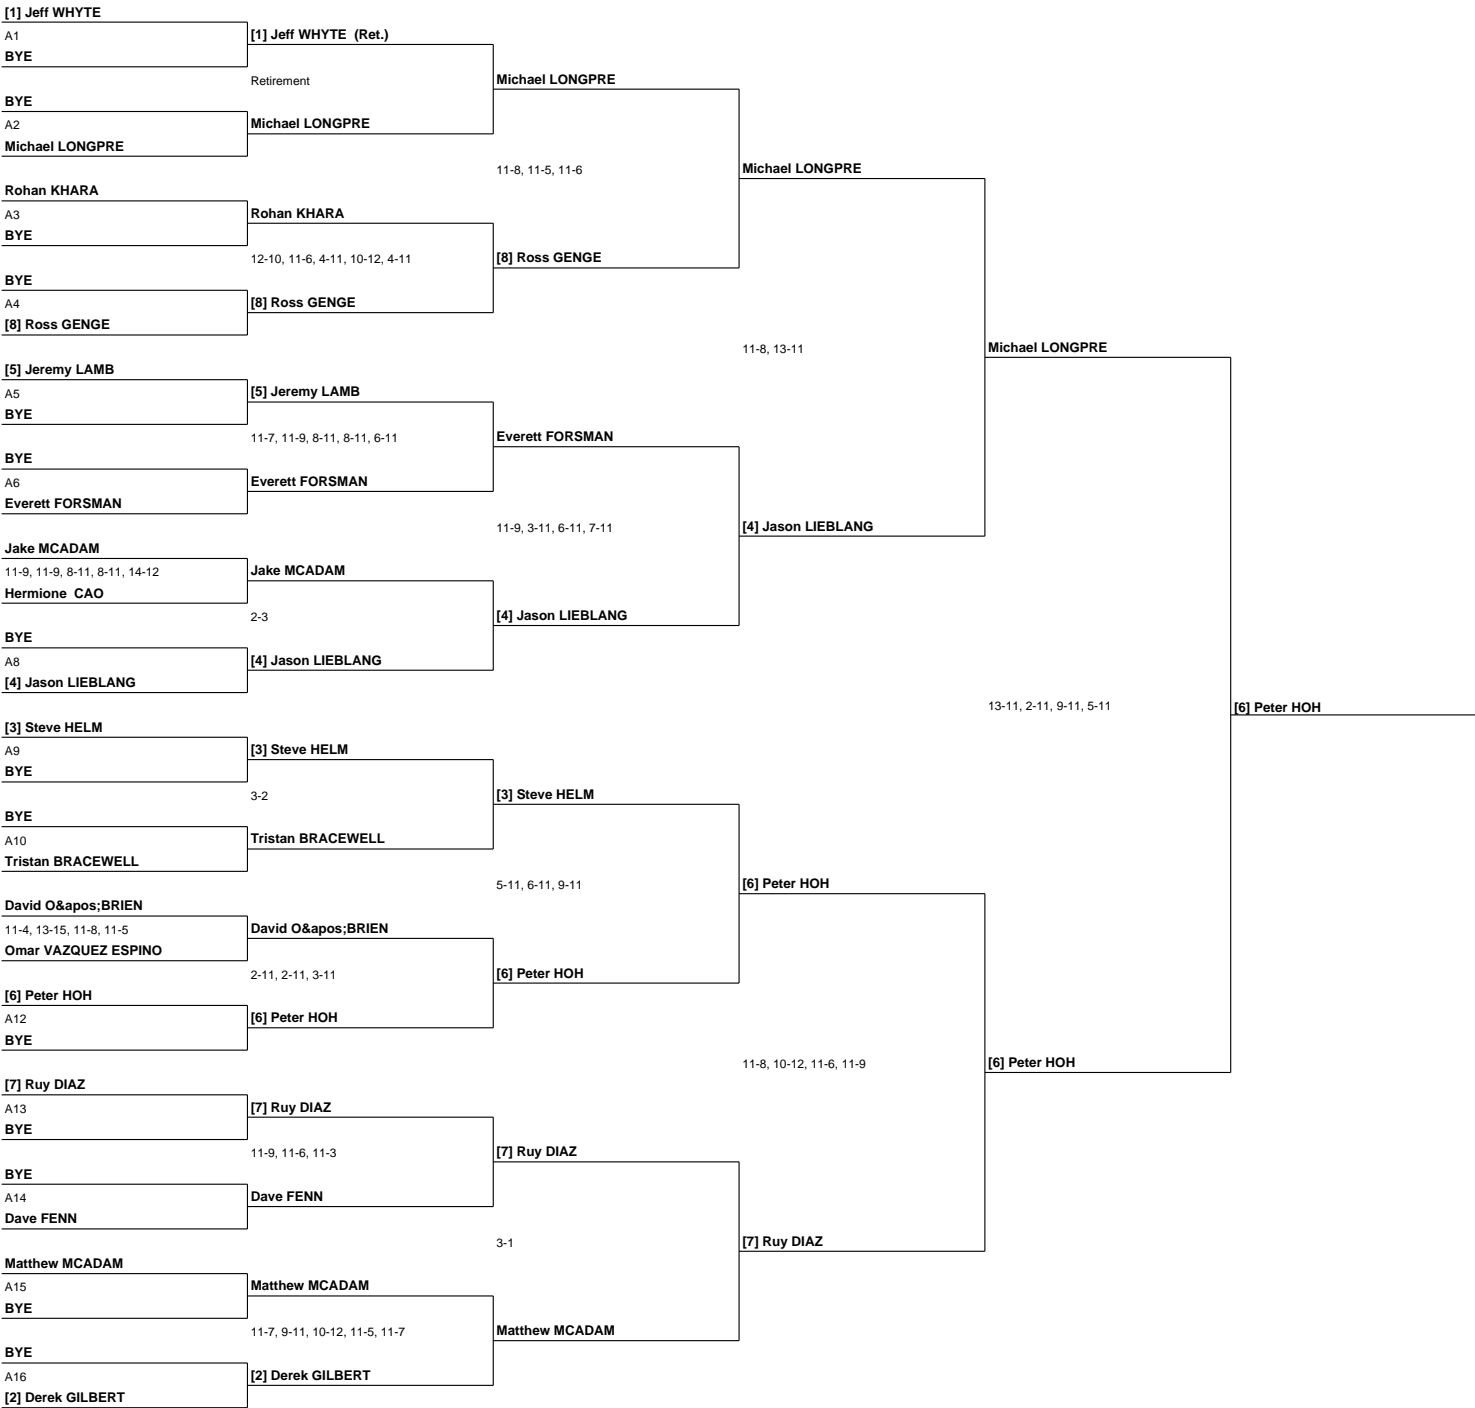 [1] Jeff WHYTE
A1
BYE
BYE
A2
Michael LONGPRE
Rohan KHARA
A3
BYE
BYE
A4
[8] Ross GENGE
[5] Jeremy LAMB
A5
BYE
BYE
A6
Everett FORSMAN
Jake MCADAM
11-9, 11-9, 8-11, 8-11, 14-12
Hermione  CAO
BYE
A8
[4] Jason LIEBLANG
[3] Steve HELM
A9
BYE
BYE
A10
Tristan BRACEWELL
David O&apos;BRIEN
11-4, 13-15, 11-8, 11-5
Omar VAZQUEZ ESPINO
[6] Peter HOH
A12
BYE
[7] Ruy DIAZ
A13
BYE
BYE
A14
Dave FENN
Matthew MCADAM
A15
BYE
BYE
A16
[2] Derek GILBERT
[1] Jeff WHYTE  (Ret.)
Retirement
Michael LONGPRE
Rohan KHARA
12-10, 11-6, 4-11, 10-12, 4-11
[8] Ross GENGE
[5] Jeremy LAMB
11-7, 11-9, 8-11, 8-11, 6-11
Everett FORSMAN
Jake MCADAM
2-3
[4] Jason LIEBLANG
[3] Steve HELM
3-2
Tristan BRACEWELL
David O&apos;BRIEN
2-11, 2-11, 3-11
[6] Peter HOH
[7] Ruy DIAZ
11-9, 11-6, 11-3
Dave FENN
Matthew MCADAM
11-7, 9-11, 10-12, 11-5, 11-7
[2] Derek GILBERT
Michael LONGPRE
11-8, 11-5, 11-6
[8] Ross GENGE
Everett FORSMAN
11-9, 3-11, 6-11, 7-11
[4] Jason LIEBLANG
[3] Steve HELM
5-11, 6-11, 9-11
[6] Peter HOH
[7] Ruy DIAZ
3-1
Matthew MCADAM
Michael LONGPRE
11-8, 13-11
[4] Jason LIEBLANG
[6] Peter HOH
11-8, 10-12, 11-6, 11-9
[7] Ruy DIAZ
Michael LONGPRE
13-11, 2-11, 9-11, 5-11
[6] Peter HOH
[6] Peter HOH